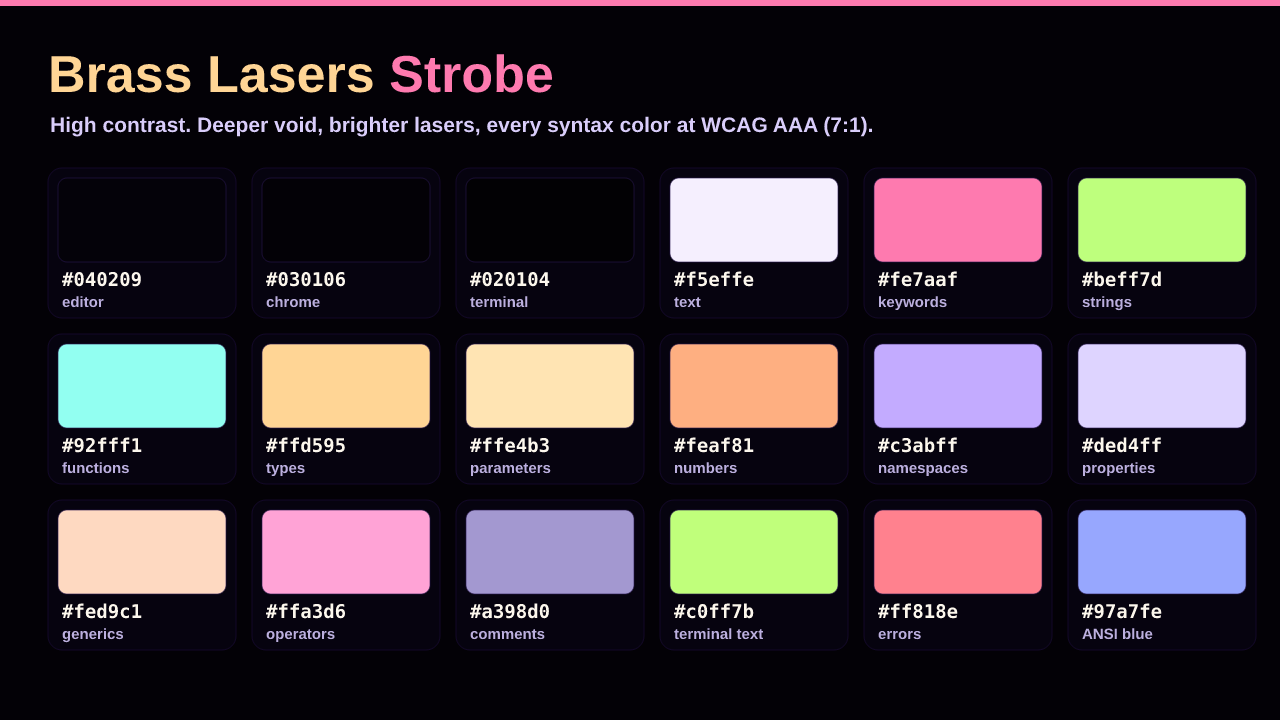 Brass Lasers Strobe
High contrast. Deeper void, brighter lasers, every syntax color at WCAG AAA (7:1).
#040209 #030106 #020104 #f5effe #fe7aaf #beff7d
editor chrome terminal text keywords strings
#92fff1 #ffd595 #ffe4b3 #feaf81 #c3abff #ded4ff
functions types parameters numbers namespaces properties
#fed9c1 #ffa3d6 #a398d0 #c0ff7b #ff818e #97a7fe
generics operators comments terminal text errors ANSI blue